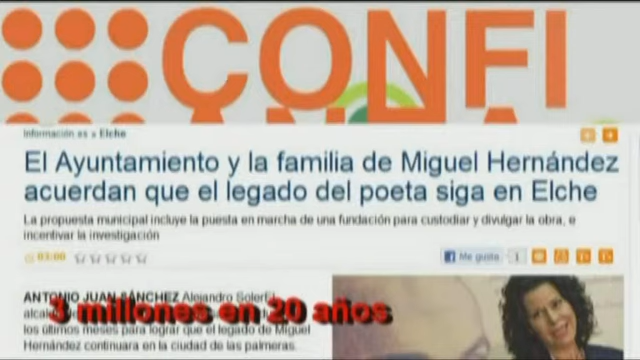 CONFI
Información.es » Elche
El Ayuntamiento y la familia de Miguel Hernández
acuerdan que el legado del poeta siga en Elche
La propuesta municipal incluye la puesta en marcha de una fundación para custodiar y divulgar la obra, e
incentivar la investigación
03:00
Me gusta 1
ANTONIO JUAN SÁNCHEZ Alejandro Soler
3 millones en 20 años
los últimos meses para lograr que el legado de Miguel
Hernández continuara en la ciudad de las palmeras.